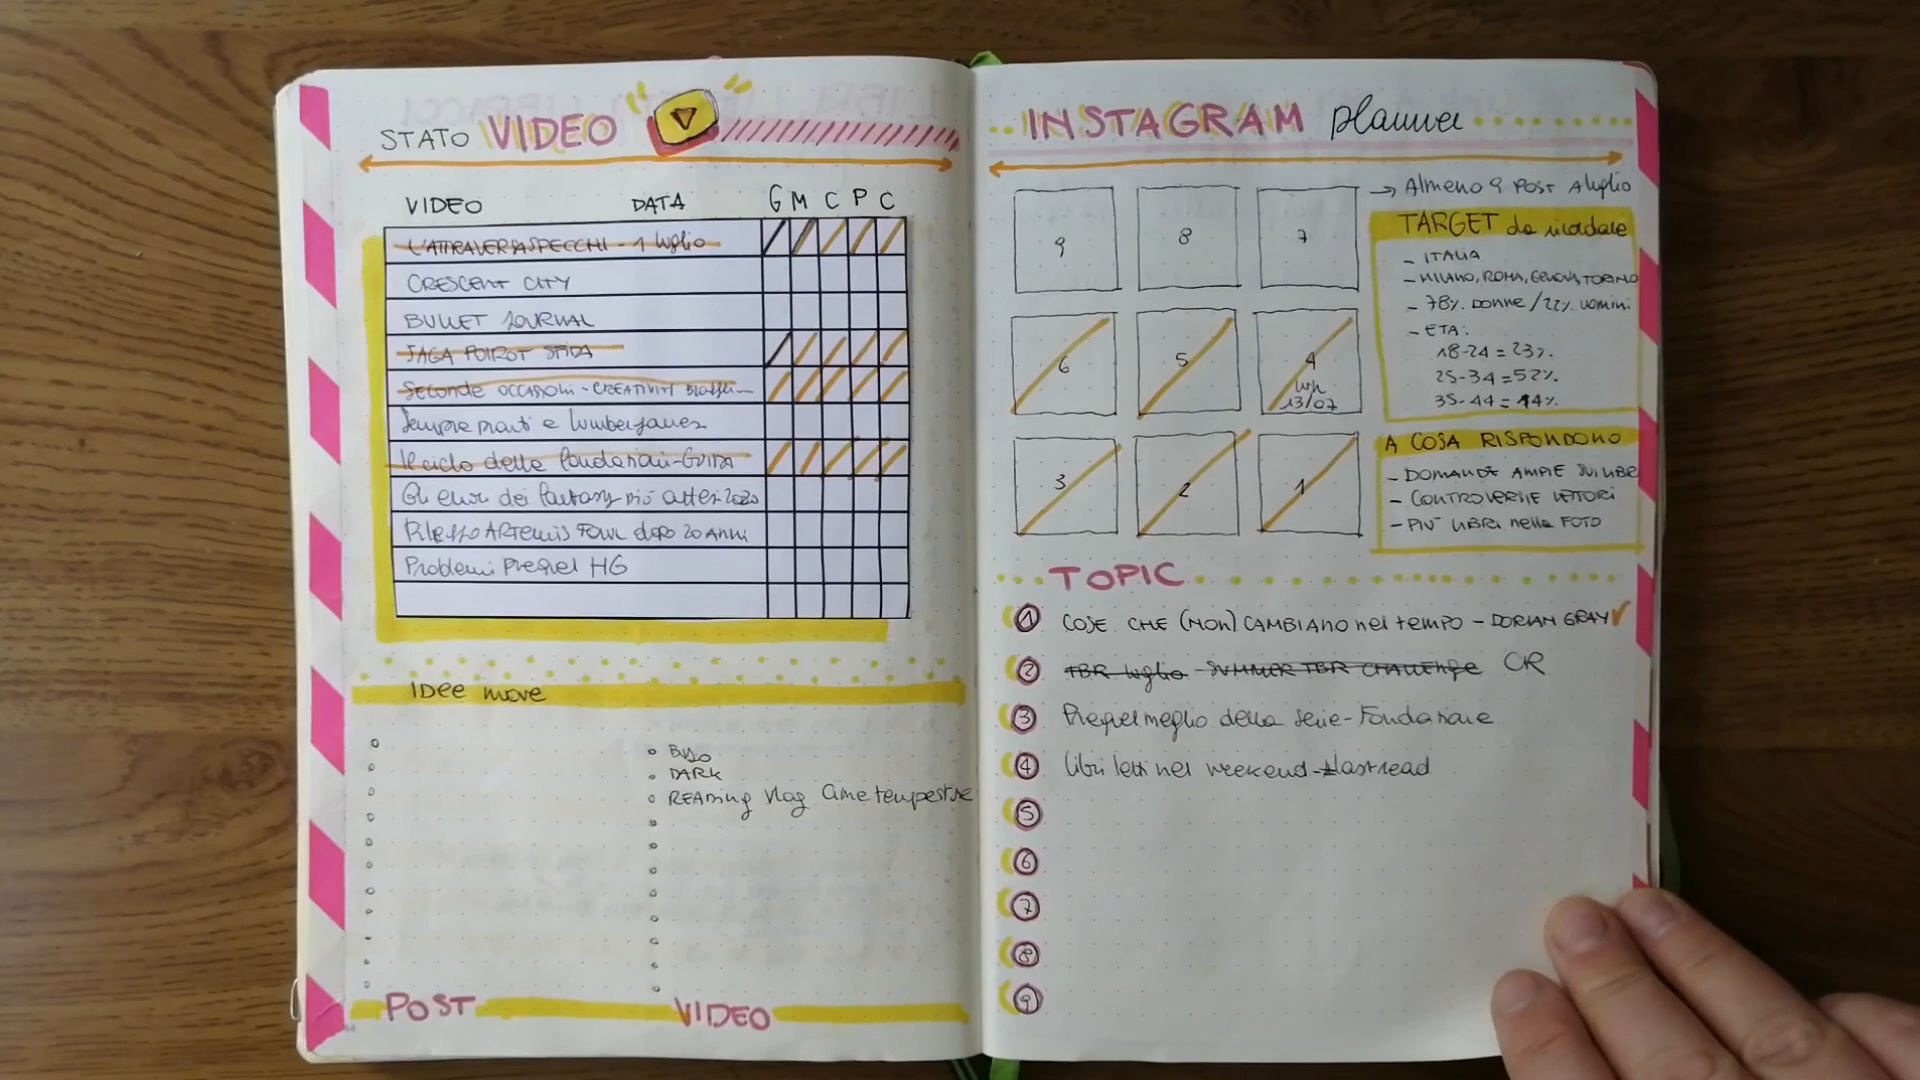 STATO VIDEO
VIDEO DATA G M C P C
L'ATTRAVERSASPECCHI - 1 luglio
CRESCENT CITY
BULLET JOURNAL
SAGA POIROT SFIDA
Seconde occasioni - CREATIVITY
Sempre pronti e lumberjanes
Il ciclo delle fondazioni - GUIDA
Gli eroi dei fantasy più attesi 2020
Rileggo ARTEMIS FOWL dopo 20 ANNI
Problemi Prequel HG
Idee nuove
BUJO
DARK
READing Vlog Cime tempestose
POST VIDEO
INSTAGRAM planner
→ Almeno 9 POST A luglio
9 8 7
6 5 4
13/07
3 2 1
TARGET da ricordare
- ITALIA
- MILANO, ROMA, GENOVA, TORINO
- 78% DONNE / 22% uomini
- ETA':
18-24 = 23%
25-34 = 52%
35-44 = 14%
A COSA RISPONDONO
- DOMANDE AMPIE SUI LIBRI
- CONTROVERSIE LETTORI
- PIU' LIBRI nella FOTO
TOPIC
1 COSE CHE (NON) CAMBIANO nel tempo - DORIAN GRAY ✓
2 TBR luglio - SUMMER TBR CHALLENGE CR
3 Prequel meglio della serie - Fondazione
4 libri letti nel weekend - #lastread
5
6
7
8
9